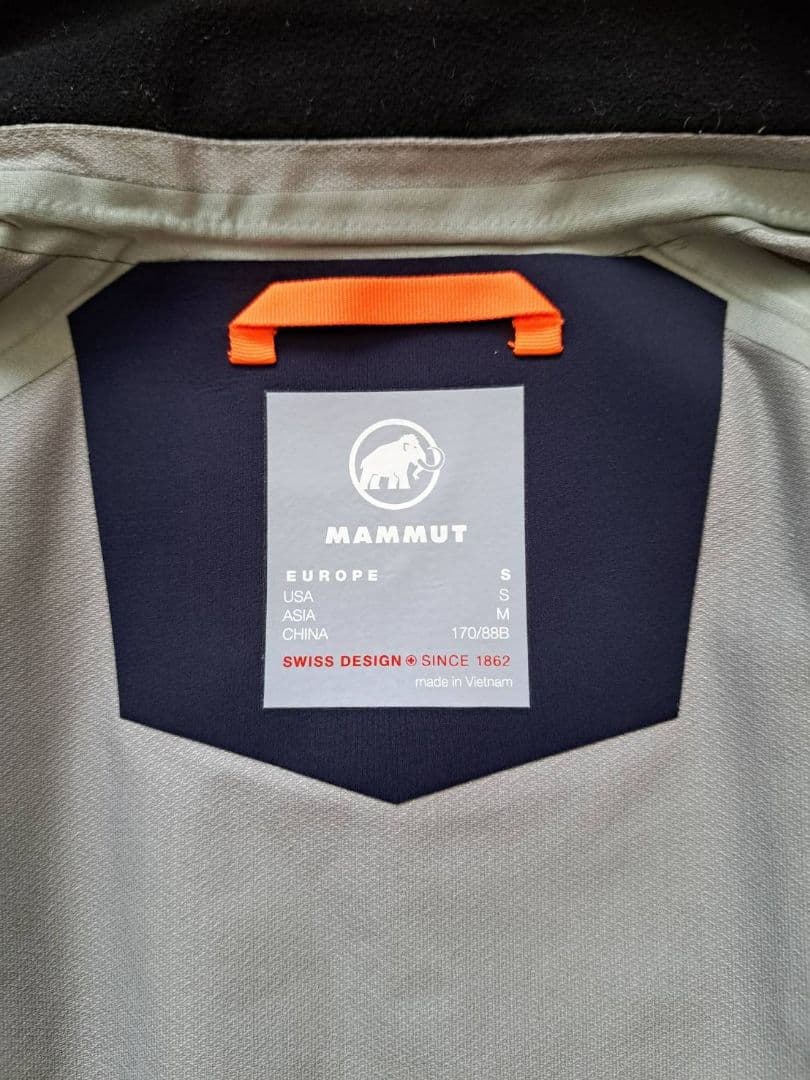 MAMMUT
EUROPE S
USA S
ASIA M
CHINA 170/88B
SWISS DESIGN SINCE 1862
made in Vietnam